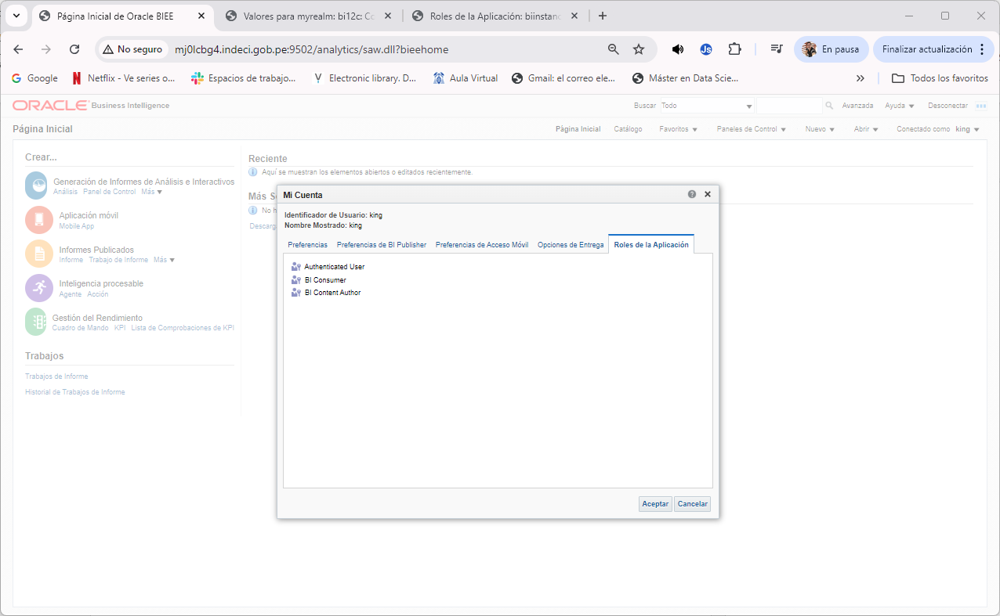 Página Inicial de Oracle BIEE
Valores para myrealm: bi12c: Co
Roles de la Aplicación: biinstanc
No seguro
mj0lcbg4.indeci.gob.pe:9502/analytics/saw.dll?bieehome
Js
En pausa
Finalizar actualización
Google
Netflix - Ve series o...
Espacios de trabajo...
Electronic library. D...
Aula Virtual
Gmail: el correo ele...
Máster en Data Scie...
Todos los favoritos
ORACLE Business Intelligence
Buscar Todo
Avanzada Ayuda Desconectar
Página Inicial
Página Inicial Catálogo Favoritos Paneles de Control Nuevo Abrir Conectado como king
Crear...
Generación de Informes de Análisis e Interactivos
Análisis Panel de Control Más
Aplicación móvil
Mobile App
Informes Publicados
Informe Trabajo de Informe Más
Inteligencia procesable
Agente Acción
Gestión del Rendimiento
Cuadro de Mando KPI Lista de Comprobaciones de KPI
Trabajos
Trabajos de Informe
Historial de Trabajos de Informe
Reciente
Aquí se muestran los elementos abiertos o editados recientemente.
Más S
No h
Descarga
Mi Cuenta
Identificador de Usuario: king
Nombre Mostrado: king
Preferencias Preferencias de BI Publisher Preferencias de Acceso Móvil Opciones de Entrega Roles de la Aplicación
Authenticated User
BI Consumer
BI Content Author
Aceptar Cancelar